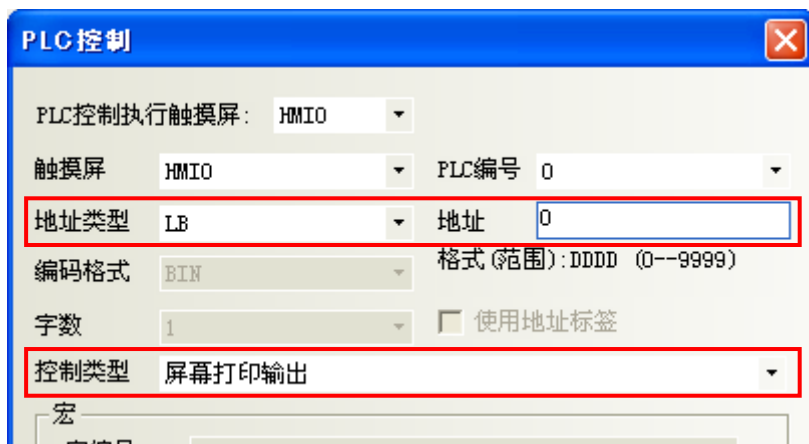 PLC控制
PLC控制执行触摸屏: HMI0
触摸屏 HMI0 PLC编号 0
地址类型 LB 地址 0
编码格式 BIN 格式(范围):DDDD (0--9999)
字数 1 使用地址标签
控制类型 屏幕打印输出
宏